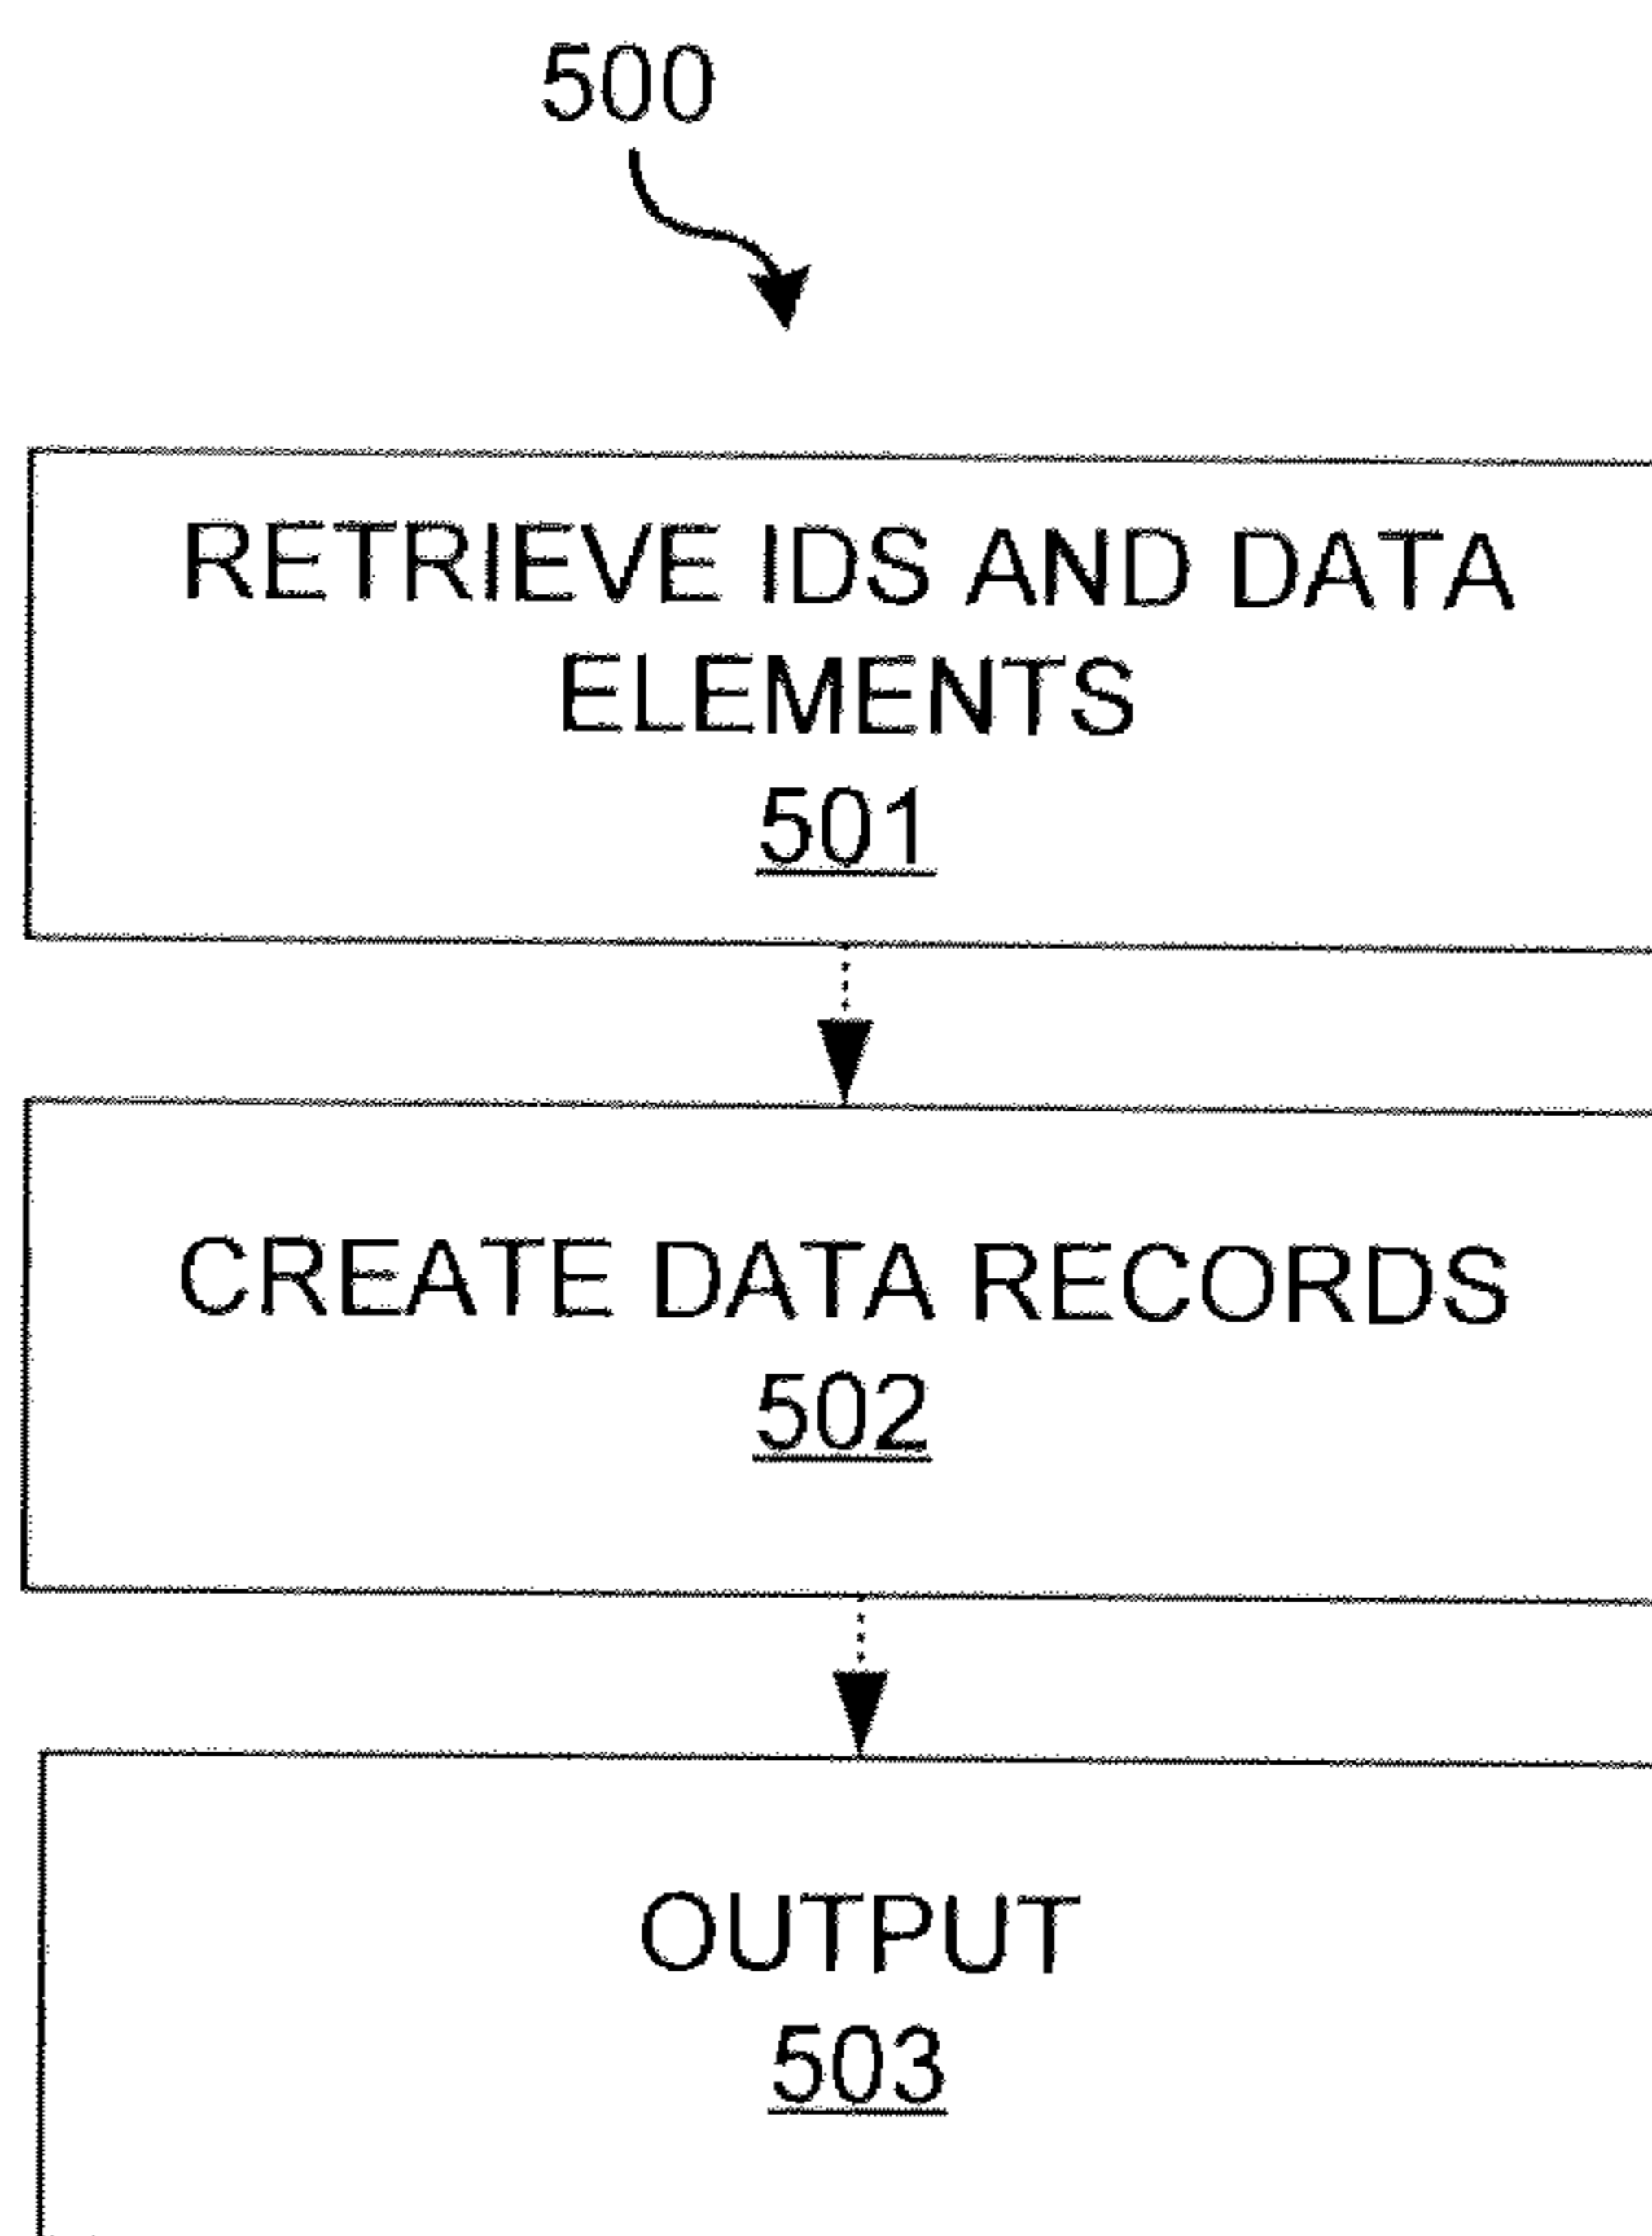 500
RETRIEVE IDS AND DATA
ELEMENTS
501
CREATE DATA RECORDS
502
OUTPUT
503